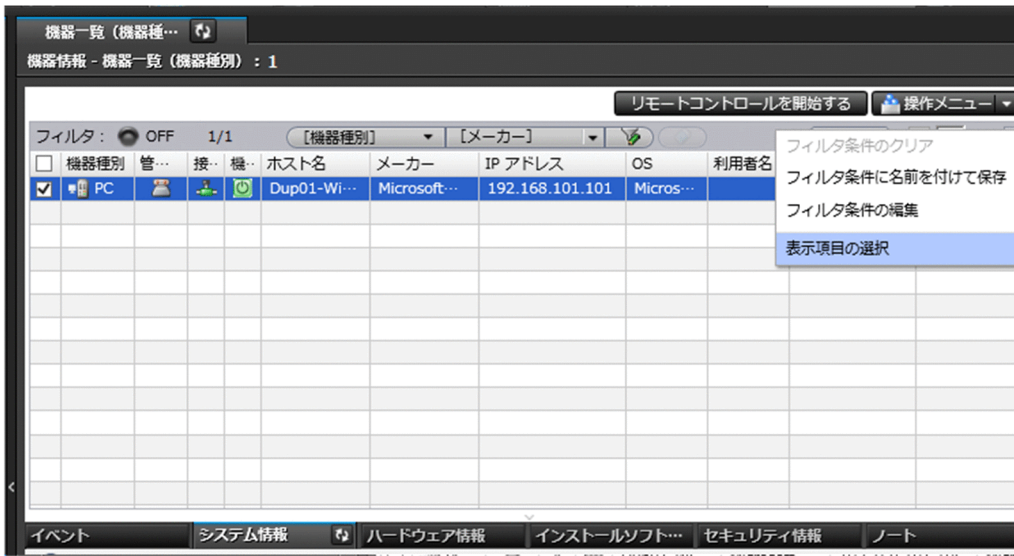 機器一覧（機器種…
機器情報 - 機器一覧（機器種別）：1
リモートコントロールを開始する 操作メニュー
フィルタ： OFF 1/1 [機器種別] [メーカー]
フィルタ条件のクリア
フィルタ条件に名前を付けて保存
フィルタ条件の編集
表示項目の選択
機器種別 管… 接… 機… ホスト名 メーカー IP アドレス OS 利用者名
PC Dup01-Wi… Microsoft… 192.168.101.101 Micros…
イベント システム情報 ハードウェア情報 インストールソフト… セキュリティ情報 ノート